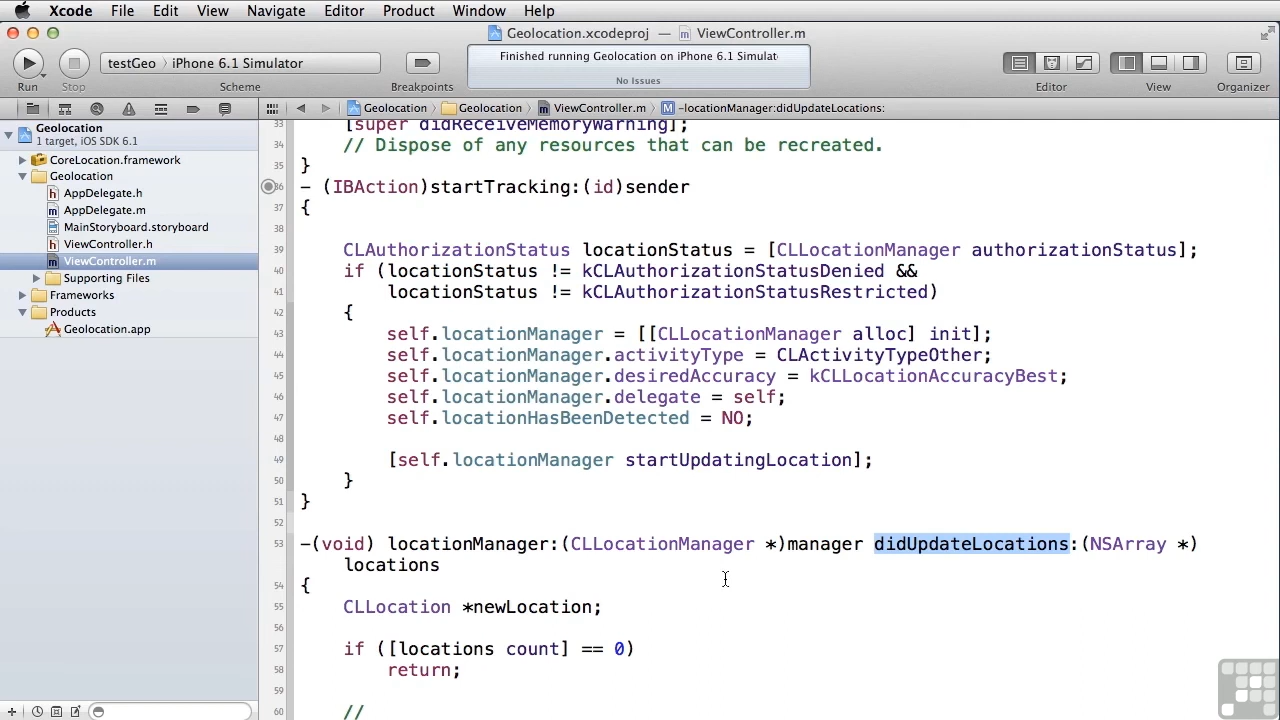 Xcode File Edit View Navigate Editor Product Window Help
Geolocation.xcodeproj — ViewController.m
testGeo iPhone 6.1 Simulator
Finished running Geolocation on iPhone 6.1 Simulat
No Issues
Run Stop Scheme Breakpoints Editor View Organizer
Geolocation Geolocation ViewController.m M -locationManager:didUpdateLocations:
Geolocation
1 target, iOS SDK 6.1
CoreLocation.framework
Geolocation
h AppDelegate.h
m AppDelegate.m
MainStoryboard.storyboard
h ViewController.h
m ViewController.m
Supporting Files
Frameworks
Products
Geolocation.app
33 [super didReceiveMemoryWarning];
34 // Dispose of any resources that can be recreated.
35 }
36 - (IBAction)startTracking:(id)sender
37 {
38
39 CLAuthorizationStatus locationStatus = [CLLocationManager authorizationStatus];
40 if (locationStatus != kCLAuthorizationStatusDenied &&
41 locationStatus != kCLAuthorizationStatusRestricted)
42 {
43 self.locationManager = [[CLLocationManager alloc] init];
44 self.locationManager.activityType = CLActivityTypeOther;
45 self.locationManager.desiredAccuracy = kCLLocationAccuracyBest;
46 self.locationManager.delegate = self;
47 self.locationHasBeenDetected = NO;
48
49 [self.locationManager startUpdatingLocation];
50 }
51 }
52
53 -(void) locationManager:(CLLocationManager *)manager didUpdateLocations:(NSArray *)
locations
54 {
55 CLLocation *newLocation;
56
57 if ([locations count] == 0)
58 return;
59
60 //